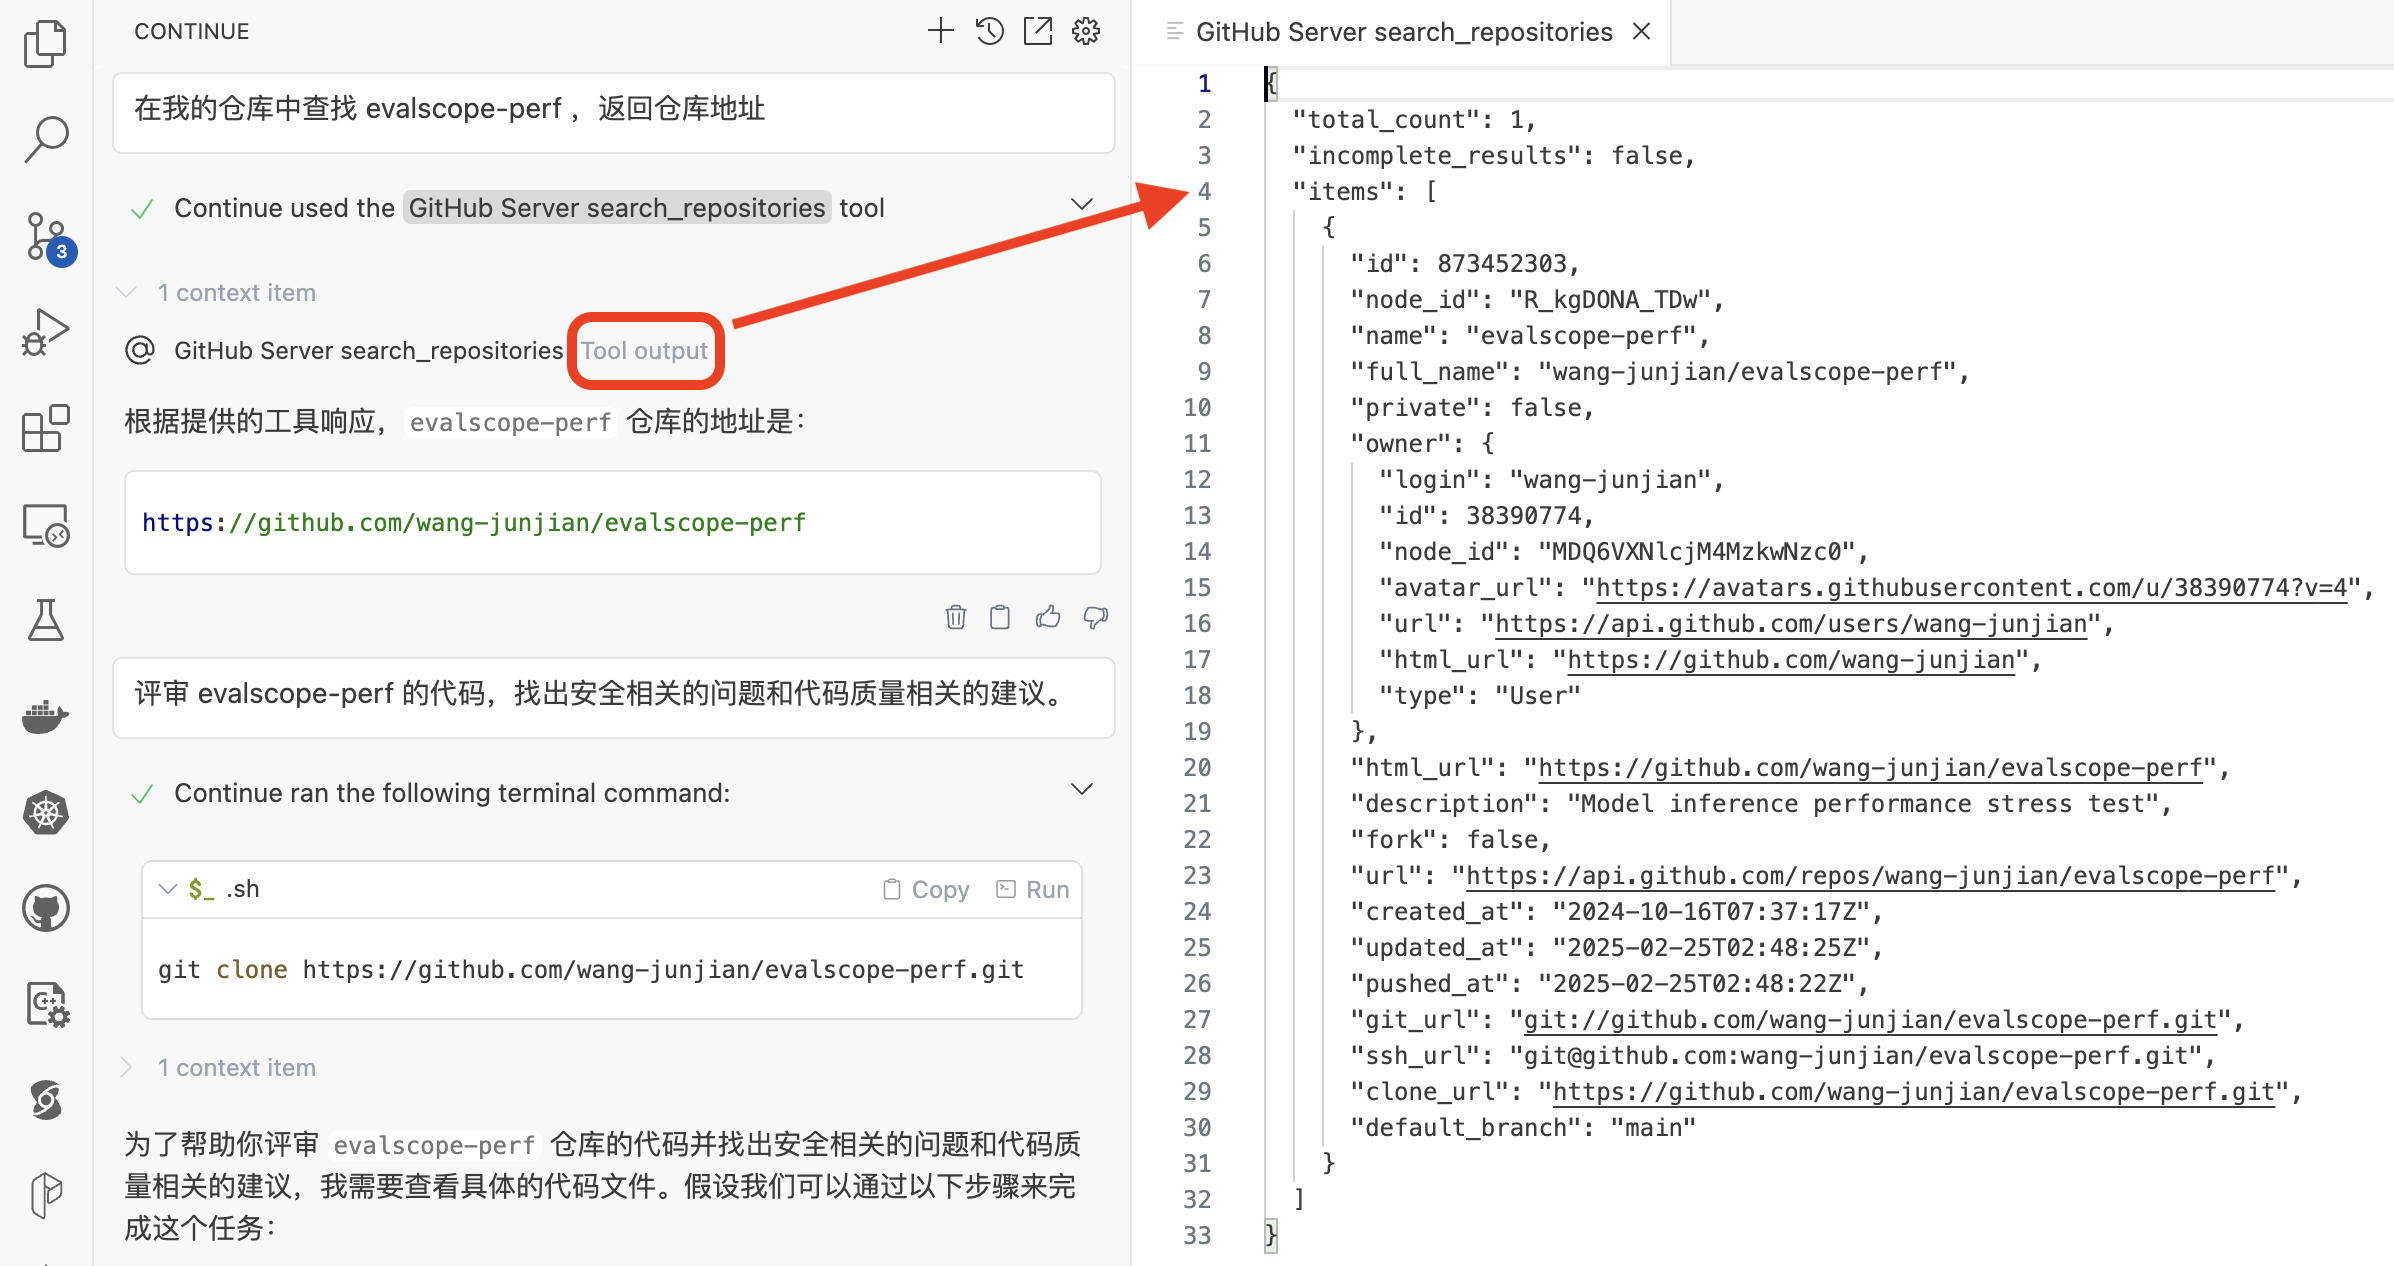 CONTINUE
在我的仓库中查找 evalscope-perf ，返回仓库地址
Continue used the GitHub Server search_repositories tool
1 context item
GitHub Server search_repositories Tool output
根据提供的工具响应， evalscope-perf 仓库的地址是：
https://github.com/wang-junjian/evalscope-perf
评审 evalscope-perf 的代码，找出安全相关的问题和代码质量相关的建议。
3
Continue ran the following terminal command:
$_ .sh
Copy
Run
git clone https://github.com/wang-junjian/evalscope-perf.git
1 context item
为了帮助你评审 evalscope-perf 仓库的代码并找出安全相关的问题和代码质
量相关的建议，我需要查看具体的代码文件。假设我们可以通过以下步骤来完
成这个任务：
GitHub Server search_repositories
1 {
2 "total_count": 1,
3 "incomplete_results": false,
4 "items": [
5 {
6 "id": 873452303,
7 "node_id": "R_kgDONA_TDw",
8 "name": "evalscope-perf",
9 "full_name": "wang-junjian/evalscope-perf",
10 "private": false,
11 "owner": {
12 "login": "wang-junjian",
13 "id": 38390774,
14 "node_id": "MDQ6VXNlcjM4MzkwNzc0",
15 "avatar_url": "https://avatars.githubusercontent.com/u/38390774?v=4",
16 "url": "https://api.github.com/users/wang-junjian",
17 "html_url": "https://github.com/wang-junjian",
18 "type": "User"
19 },
20 "html_url": "https://github.com/wang-junjian/evalscope-perf",
21 "description": "Model inference performance stress test",
22 "fork": false,
23 "url": "https://api.github.com/repos/wang-junjian/evalscope-perf",
24 "created_at": "2024-10-16T07:37:17Z",
25 "updated_at": "2025-02-25T02:48:25Z",
26 "pushed_at": "2025-02-25T02:48:22Z",
27 "git_url": "git://github.com/wang-junjian/evalscope-perf.git",
28 "ssh_url": "git@github.com:wang-junjian/evalscope-perf.git",
29 "clone_url": "https://github.com/wang-junjian/evalscope-perf.git",
30 "default_branch": "main"
31 }
32 ]
33 }